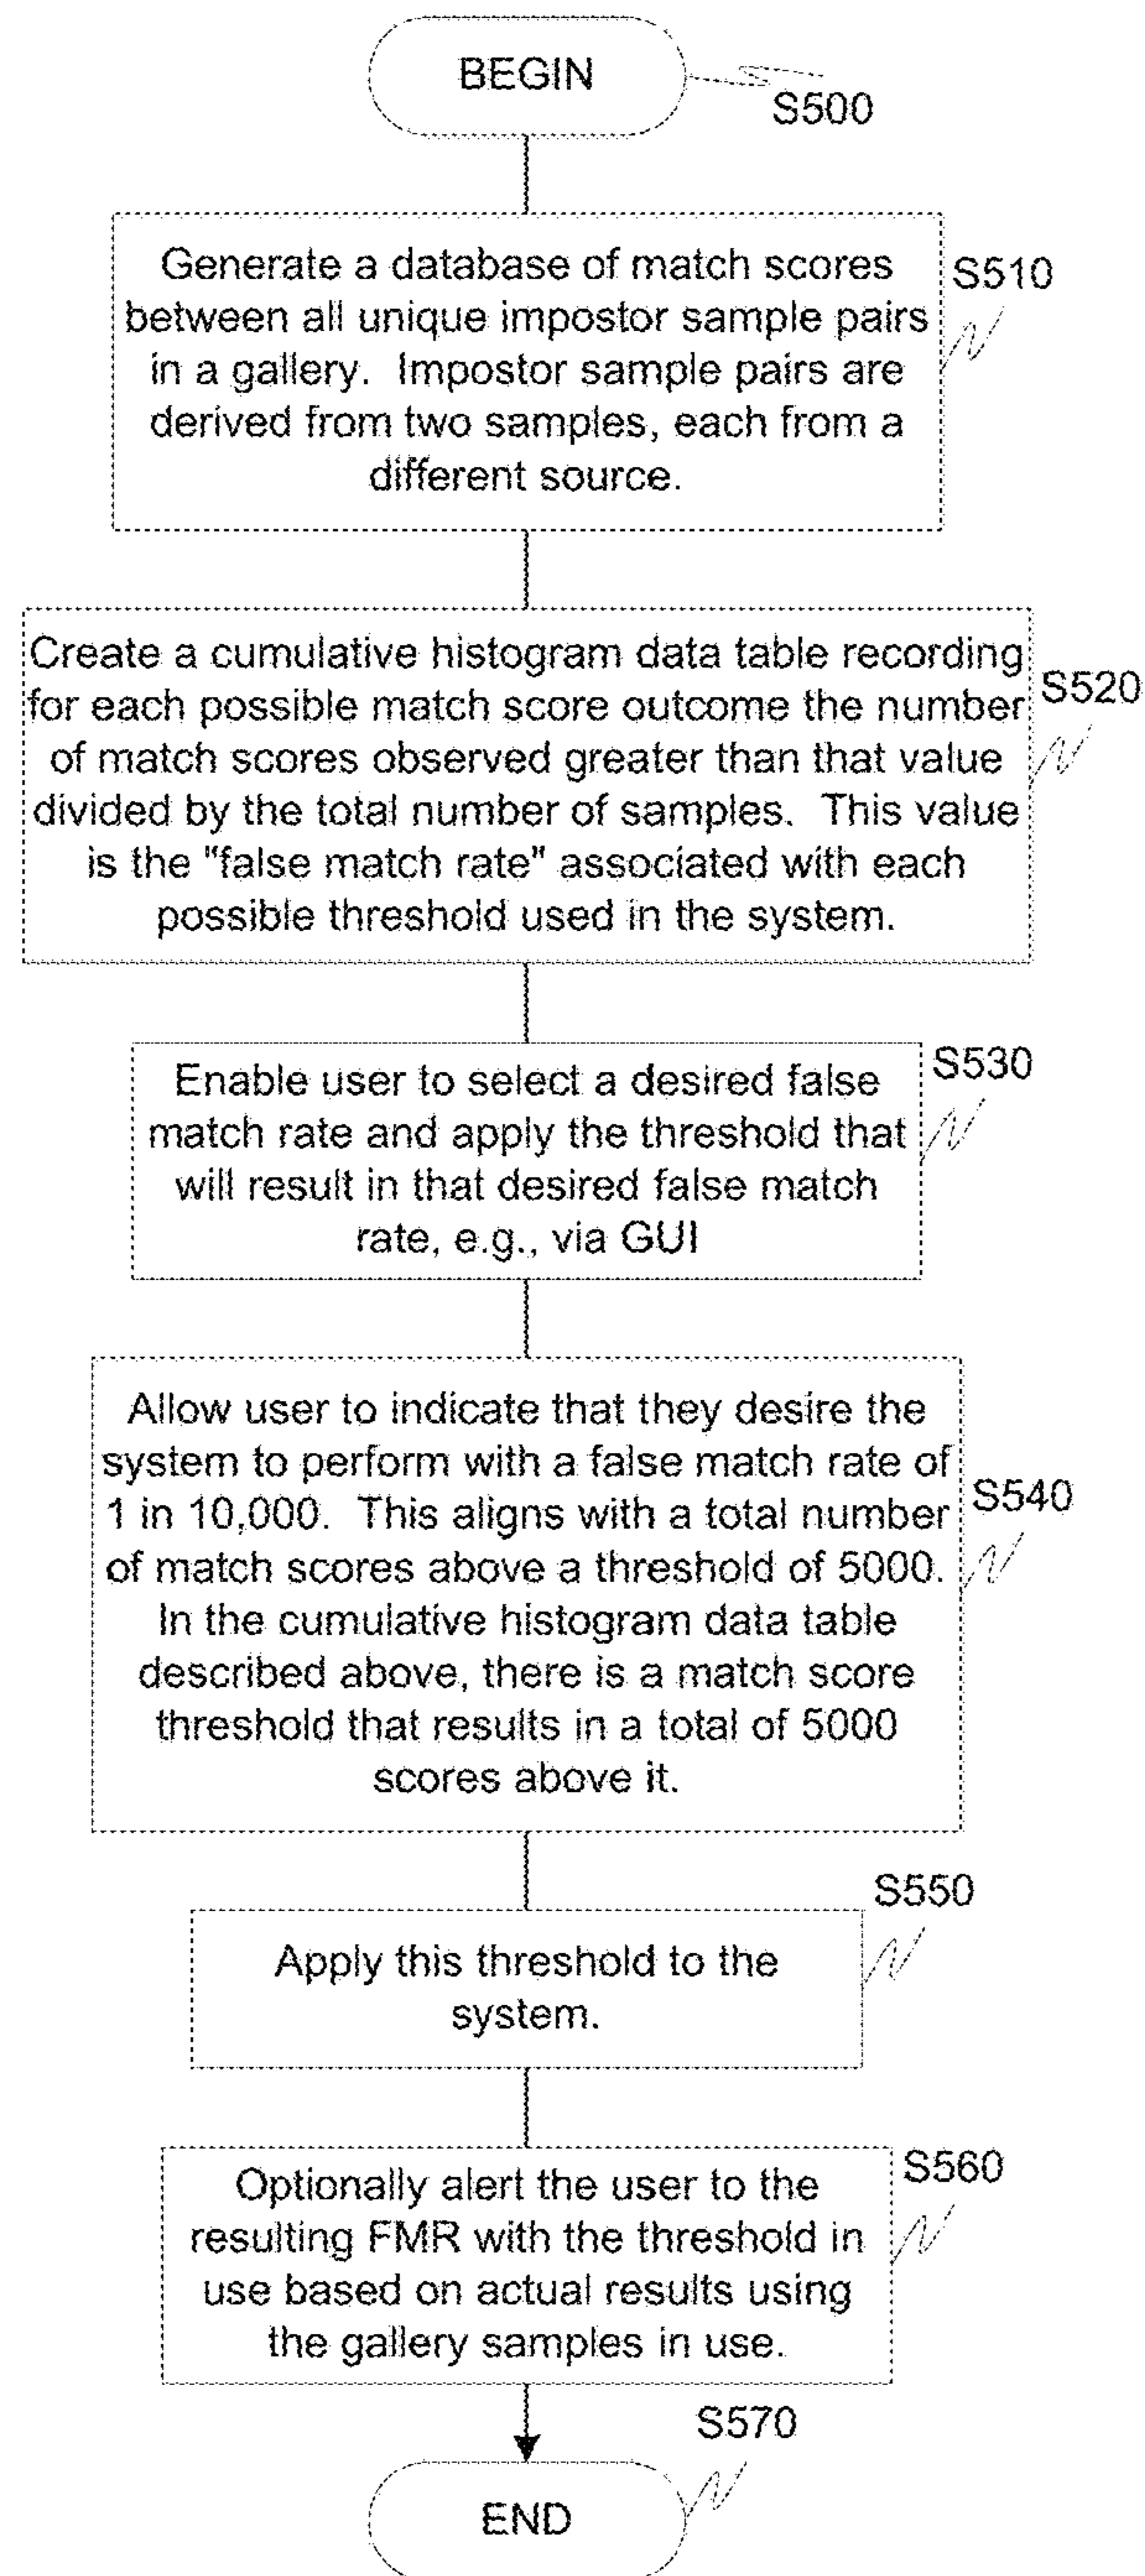 BEGIN
S500
Generate a database of match scores
between all unique impostor sample pairs
in a gallery. Impostor sample pairs are
derived from two samples, each from a
different source.
S510
Create a cumulative histogram data table recording
for each possible match score outcome the number
of match scores observed greater than that value
divided by the total number of samples. This value
is the "false match rate" associated with each
possible threshold used in the system.
S520
Enable user to select a desired false
match rate and apply the threshold that
will result in that desired false match
rate, e.g., via GUI
S530
Allow user to indicate that they desire the
system to perform with a false match rate of
1 in 10,000. This aligns with a total number
of match scores above a threshold of 5000.
In the cumulative histogram data table
described above, there is a match score
threshold that results in a total of 5000
scores above it.
S540
Apply this threshold to the
system.
S550
Optionally alert the user to the
resulting FMR with the threshold in
use based on actual results using
the gallery samples in use.
S560
END
S570